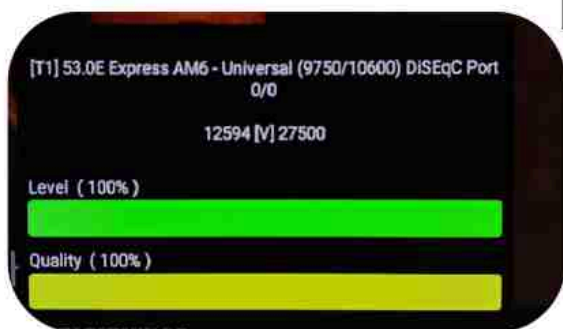 [T1] 53.0E Express AM6 - Universal (9750/10600) DiSEqC Port
0/0
12594 [V] 27500
Level ( 100% )
Quality ( 100% )